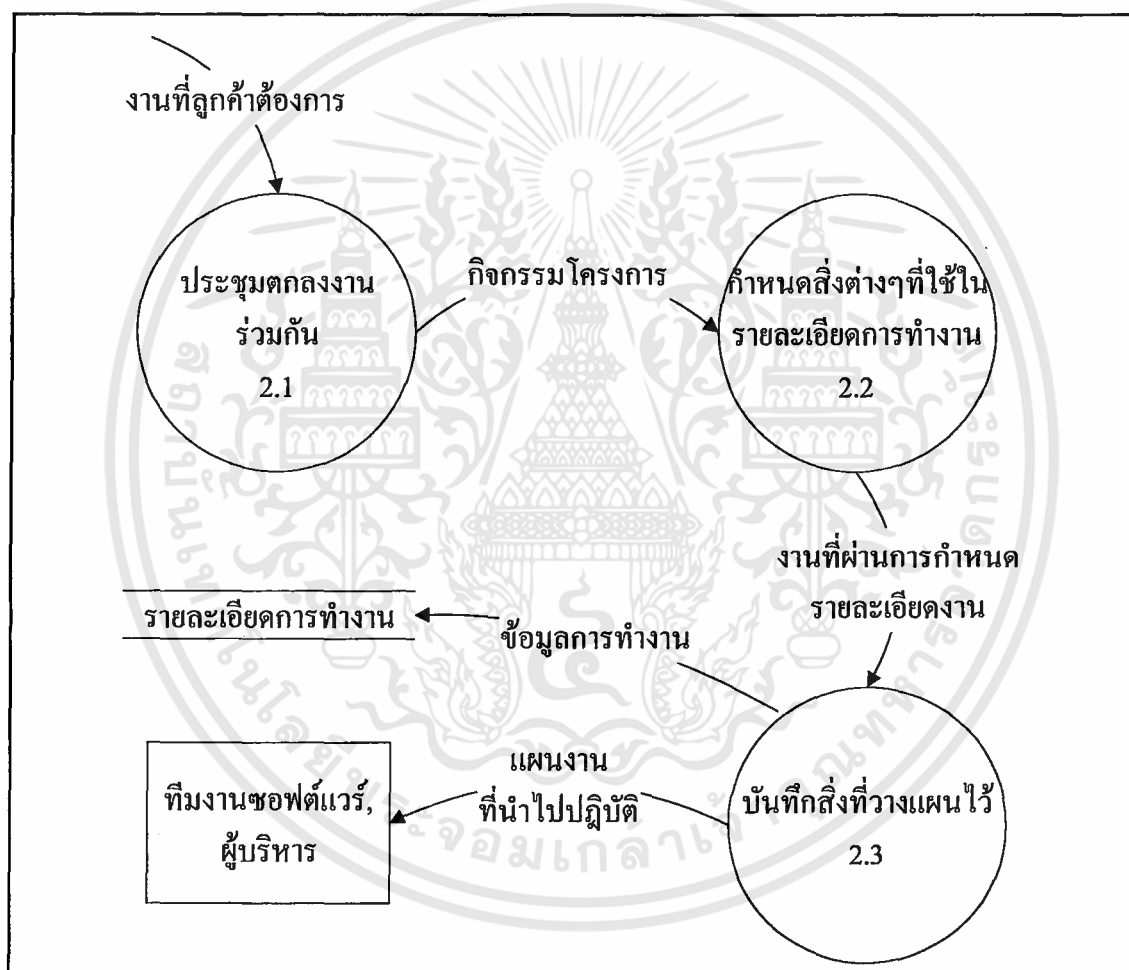 งานที่ลูกค้าต้องการ
ประชุมตกลงงาน
ร่วมกัน
2.1
กิจกรรมโครงการ
กำหนดสิ่งต่างๆที่ใช้ใน
รายละเอียดการทำงาน
2.2
งานที่ผ่านการกำหนด
รายละเอียดงาน
รายละเอียดการทำงาน
ข้อมูลการทำงาน
แผนงาน
ที่นำไปปฎิบัติ
ทีมงานซอฟต์แวร์,
ผู้บริหาร
บันทึกสิ่งที่วางแผนไว้
2.3